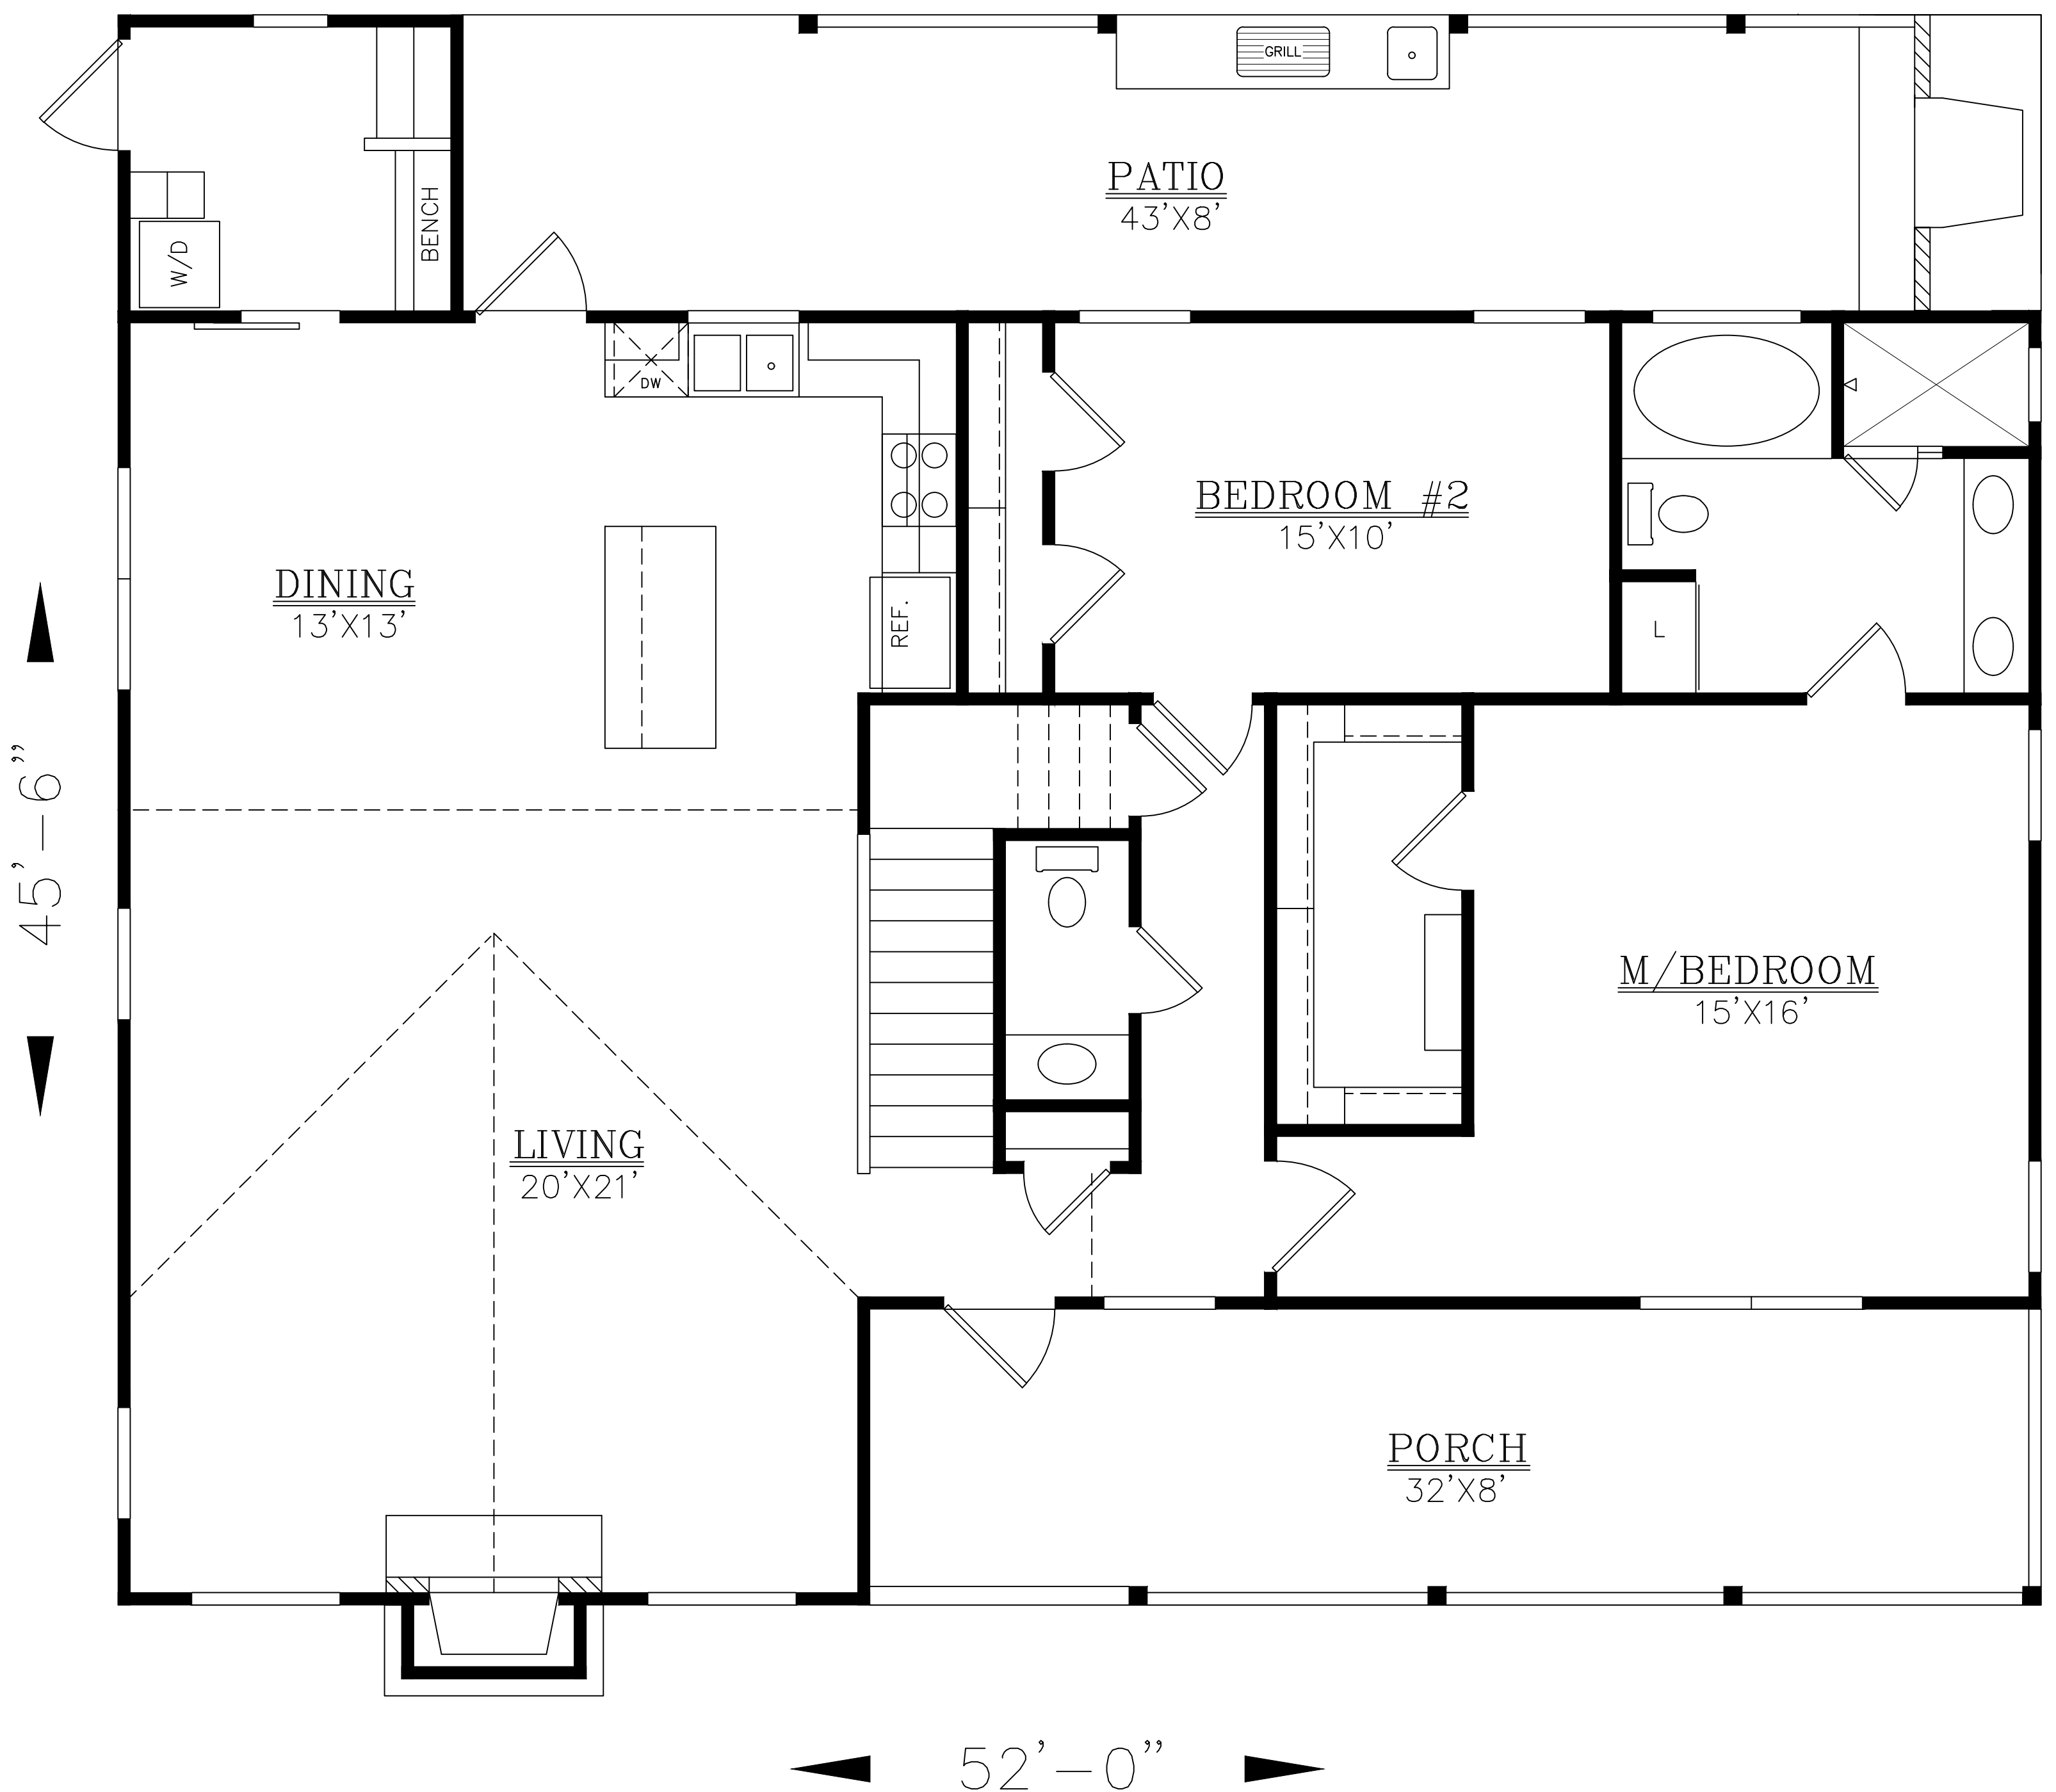 GRILL
PATIO
43'X8'
BENCH
W/D
DW
BEDROOM #2
15'X10'
DINING
13'X13'
REF.
L
45'-6"
M/BEDROOM
15'X16'
LIVING
20'X21'
PORCH
32'X8'
52'-0"